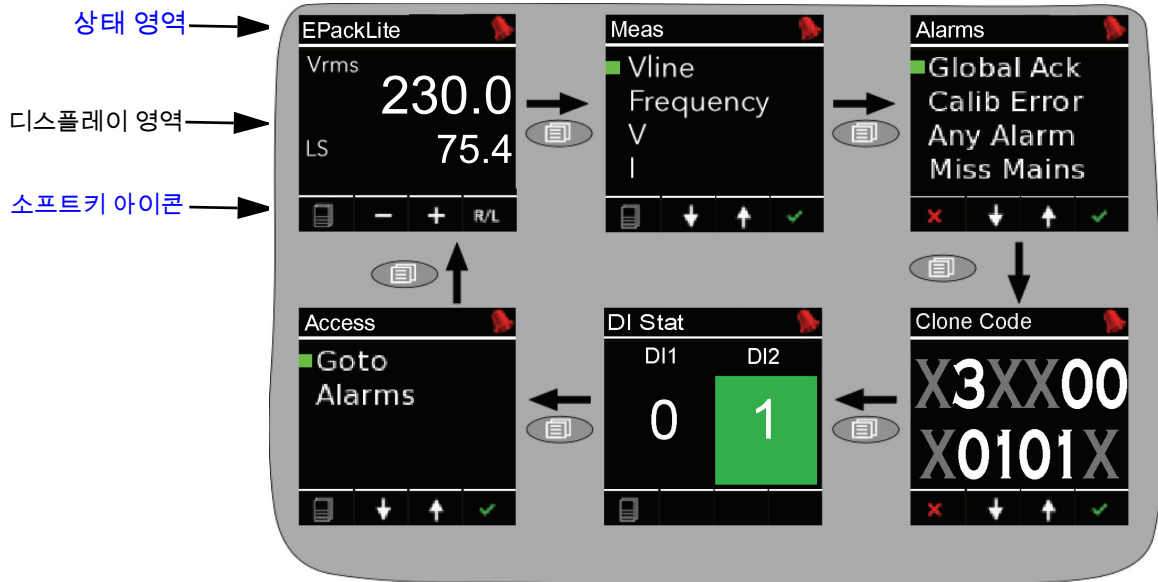 상태 영역
디스플레이 영역
소프트키 아이콘
EPackLite
Vrms
230.0
LS
75.4
R/L
Meas
Vline
Frequency
V
I
Alarms
Global Ack
Calib Error
Any Alarm
Miss Mains
Access
Goto
Alarms
DI Stat
DI1 DI2
0 1
Clone Code
X3XX00
X0101X